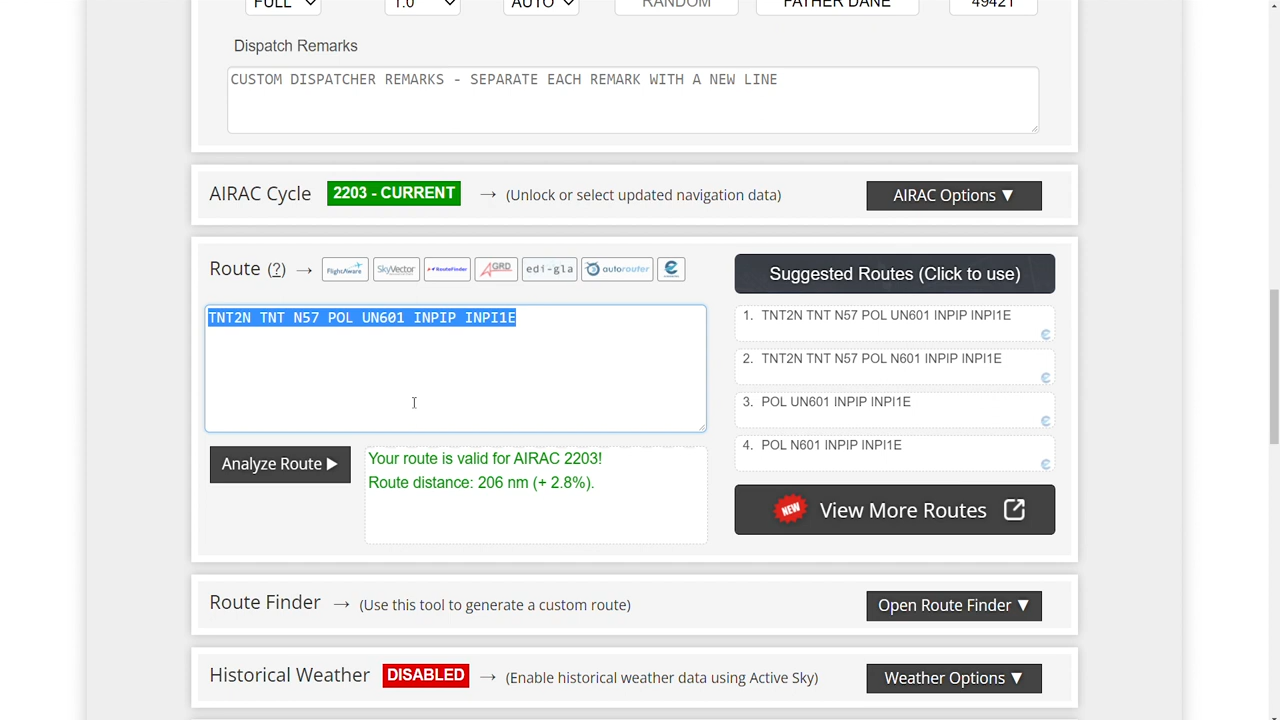 FULL 1.0 AUTO RANDOM FATHER DANE 49421
Dispatch Remarks
CUSTOM DISPATCHER REMARKS - SEPARATE EACH REMARK WITH A NEW LINE
AIRAC Cycle 2203 - CURRENT → (Unlock or select updated navigation data) AIRAC Options ▼
Route (?) → FlightAware SkyVector RouteFinder GRD edi-gla autorouter
Suggested Routes (Click to use)
TNT2N TNT N57 POL UN601 INPIP INPI1E
1. TNT2N TNT N57 POL UN601 INPIP INPI1E
2. TNT2N TNT N57 POL N601 INPIP INPI1E
3. POL UN601 INPIP INPI1E
4. POL N601 INPIP INPI1E
Analyze Route ▶
Your route is valid for AIRAC 2203!
Route distance: 206 nm (+ 2.8%).
NEW View More Routes
Route Finder → (Use this tool to generate a custom route) Open Route Finder ▼
Historical Weather DISABLED → (Enable historical weather data using Active Sky) Weather Options ▼